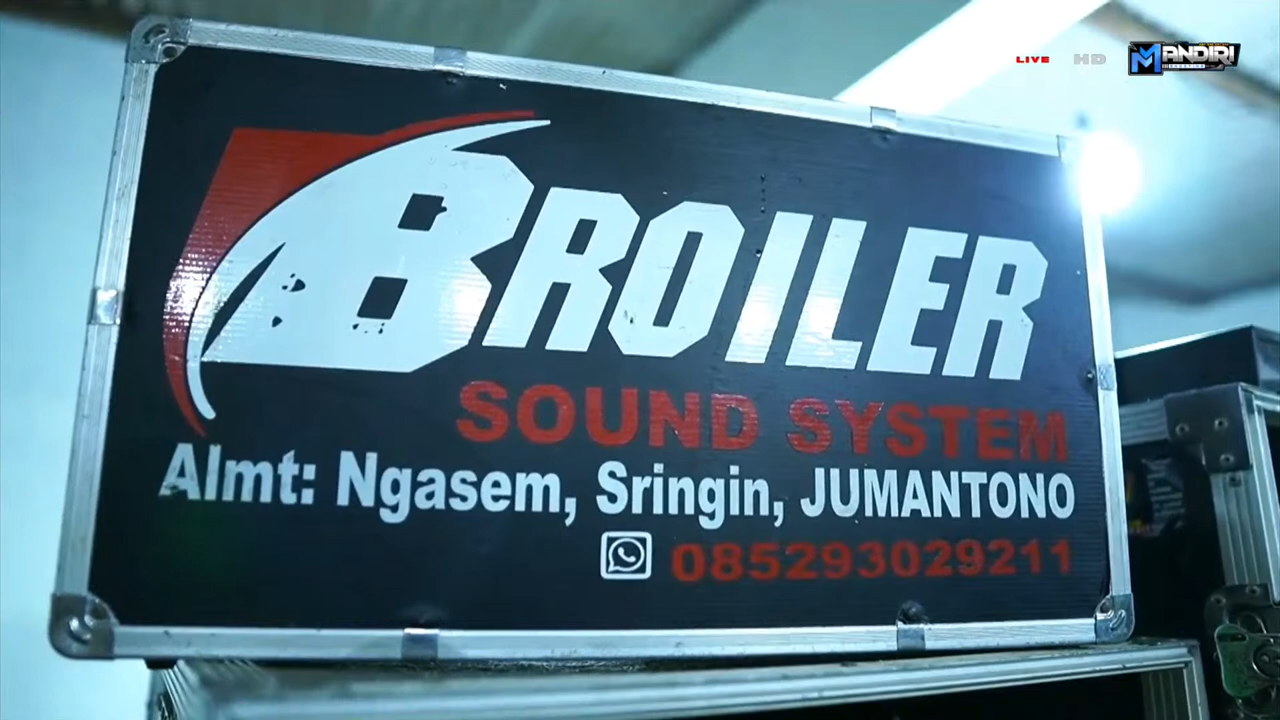 LIVE HD MANDIRI
BROILER
SOUND SYSTEM
Almt: Ngasem, Sringin, JUMANTONO
085293029211